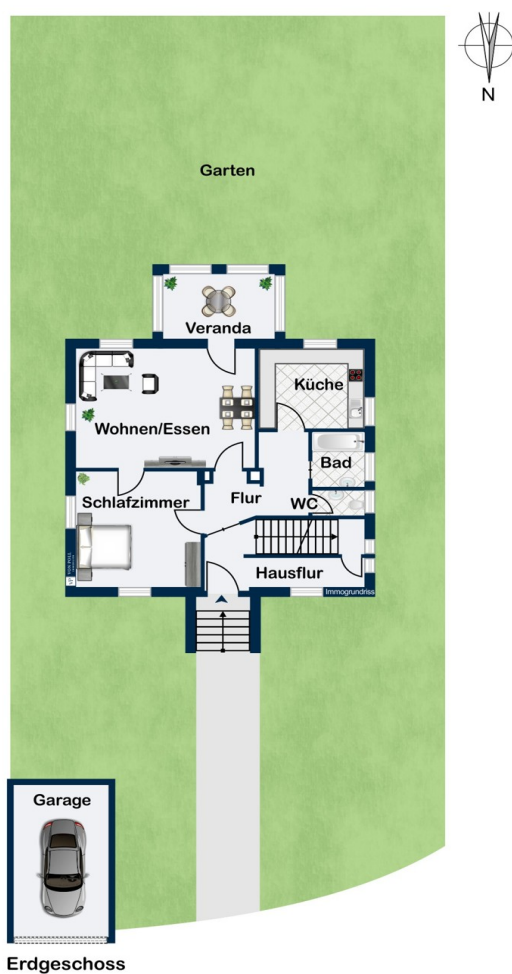 N
Garten
Veranda
Küche
Wohnen/Essen
Bad
Schlafzimmer
Flur
WC
Hausflur
Immogrundriss
Garage
Erdgeschoss